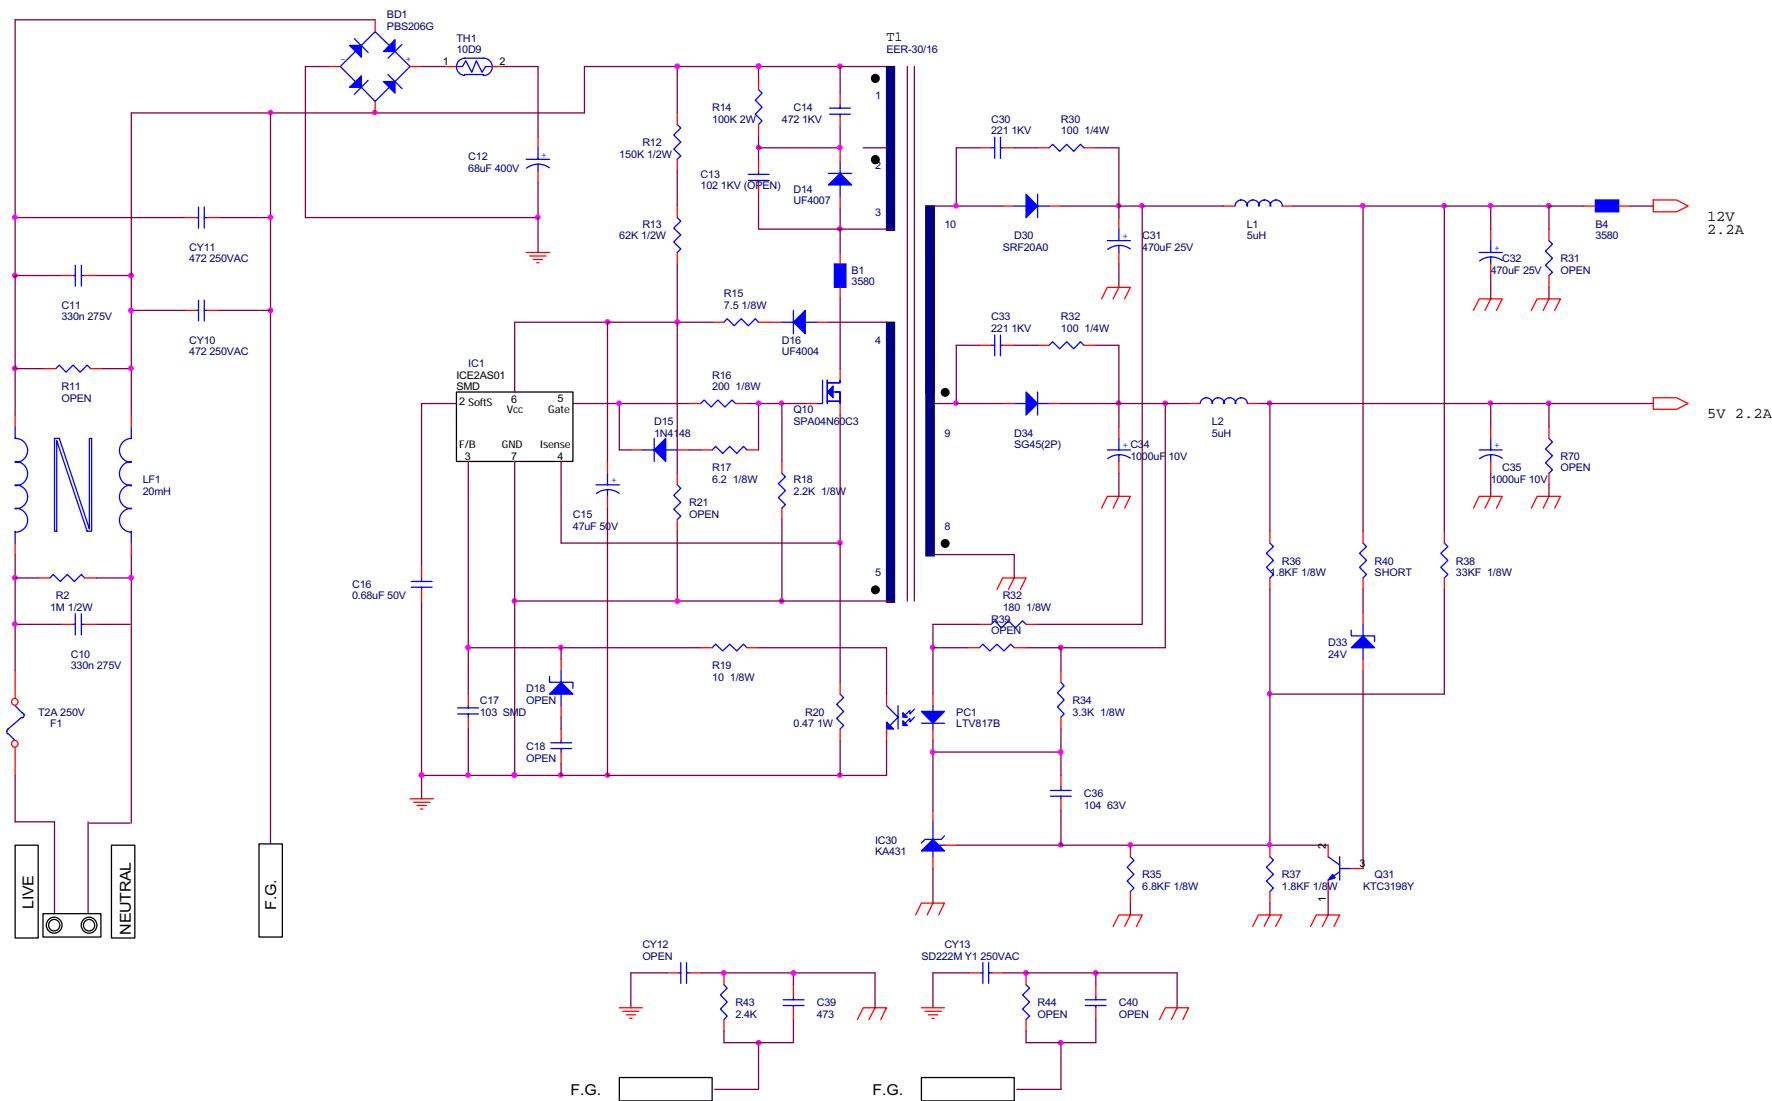 BD1
PBS206G
TH1
10D9
1
2
-
+
T1
EER-30/16
1
2
3
R14
100K 2W
C14
472 1KV
R12
150K 1/2W
C12
68uF 400V
C13
102 1KV (OPEN)
D14
UF4007
R13
62K 1/2W
B1
3580
C30
221 1KV
R30
100 1/4W
10
D30
SRF20A0
C31
470uF 25V
L1
5uH
C32
470uF 25V
R31
OPEN
B4
3580
12V
2.2A
CY11
472 250VAC
C11
330n 275V
CY10
472 250VAC
R11
OPEN
R15
7.5 1/8W
D16
UF4004
4
C33
221 1KV
R32
100 1/4W
IC1
ICE2AS01
SMD
2 SoftS
6
Vcc
5
Gate
F/B
3
GND
7
Isense
4
R16
200 1/8W
Q10
SPA04N60C3
D15
1N4148
R17
6.2 1/8W
R18
2.2K 1/8W
R21
OPEN
C15
47uF 50V
9
D34
SG45(2P)
C34
1000uF 10V
L2
5uH
C35
1000uF 10V
R70
OPEN
5V 2.2A
LF1
20mH
8
5
R36
1.8KF 1/8W
R40
SHORT
R38
33KF 1/8W
R2
1M 1/2W
C10
330n 275V
C16
0.68uF 50V
R32
180 1/8W
R39
OPEN
D33
24V
R19
10 1/8W
D18
OPEN
C17
103 SMD
C18
OPEN
R20
0.47 1W
PC1
LTV817B
R34
3.3K 1/8W
T2A 250V
F1
C36
104 63V
IC30
KA431
R35
6.8KF 1/8W
R37
1.8KF 1/8W
2
3
1
Q31
KTC3198Y
LIVE
NEUTRAL
F.G.
CY12
OPEN
R43
2.4K
C39
473
CY13
SD222M Y1 250VAC
R44
OPEN
C40
OPEN
F.G.
F.G.